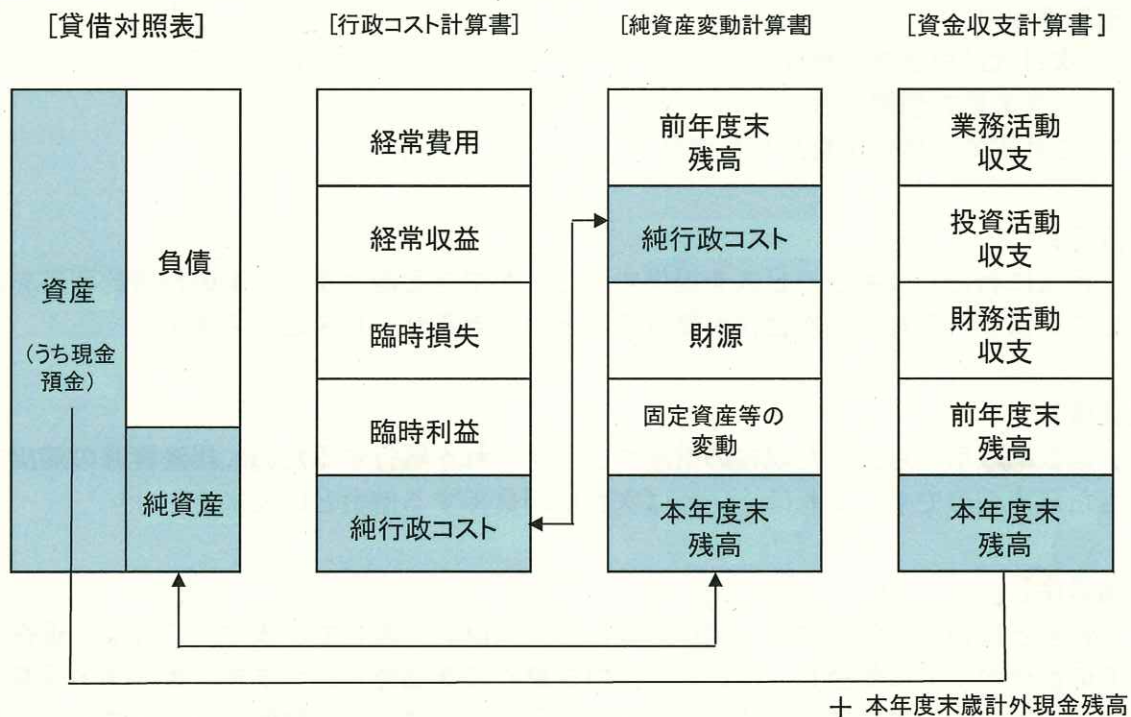 [貸借対照表]
[行政コスト計算書]
[純資産変動計算書]
[資金収支計算書]
資産
(うち現金
預金)
負債
純資産
経常費用
経常収益
臨時損失
臨時利益
純行政コスト
前年度末
残高
純行政コスト
財源
固定資産等の
変動
本年度末
残高
業務活動
収支
投資活動
収支
財務活動
収支
前年度末
残高
本年度末
残高
+ 本年度末歳計外現金残高